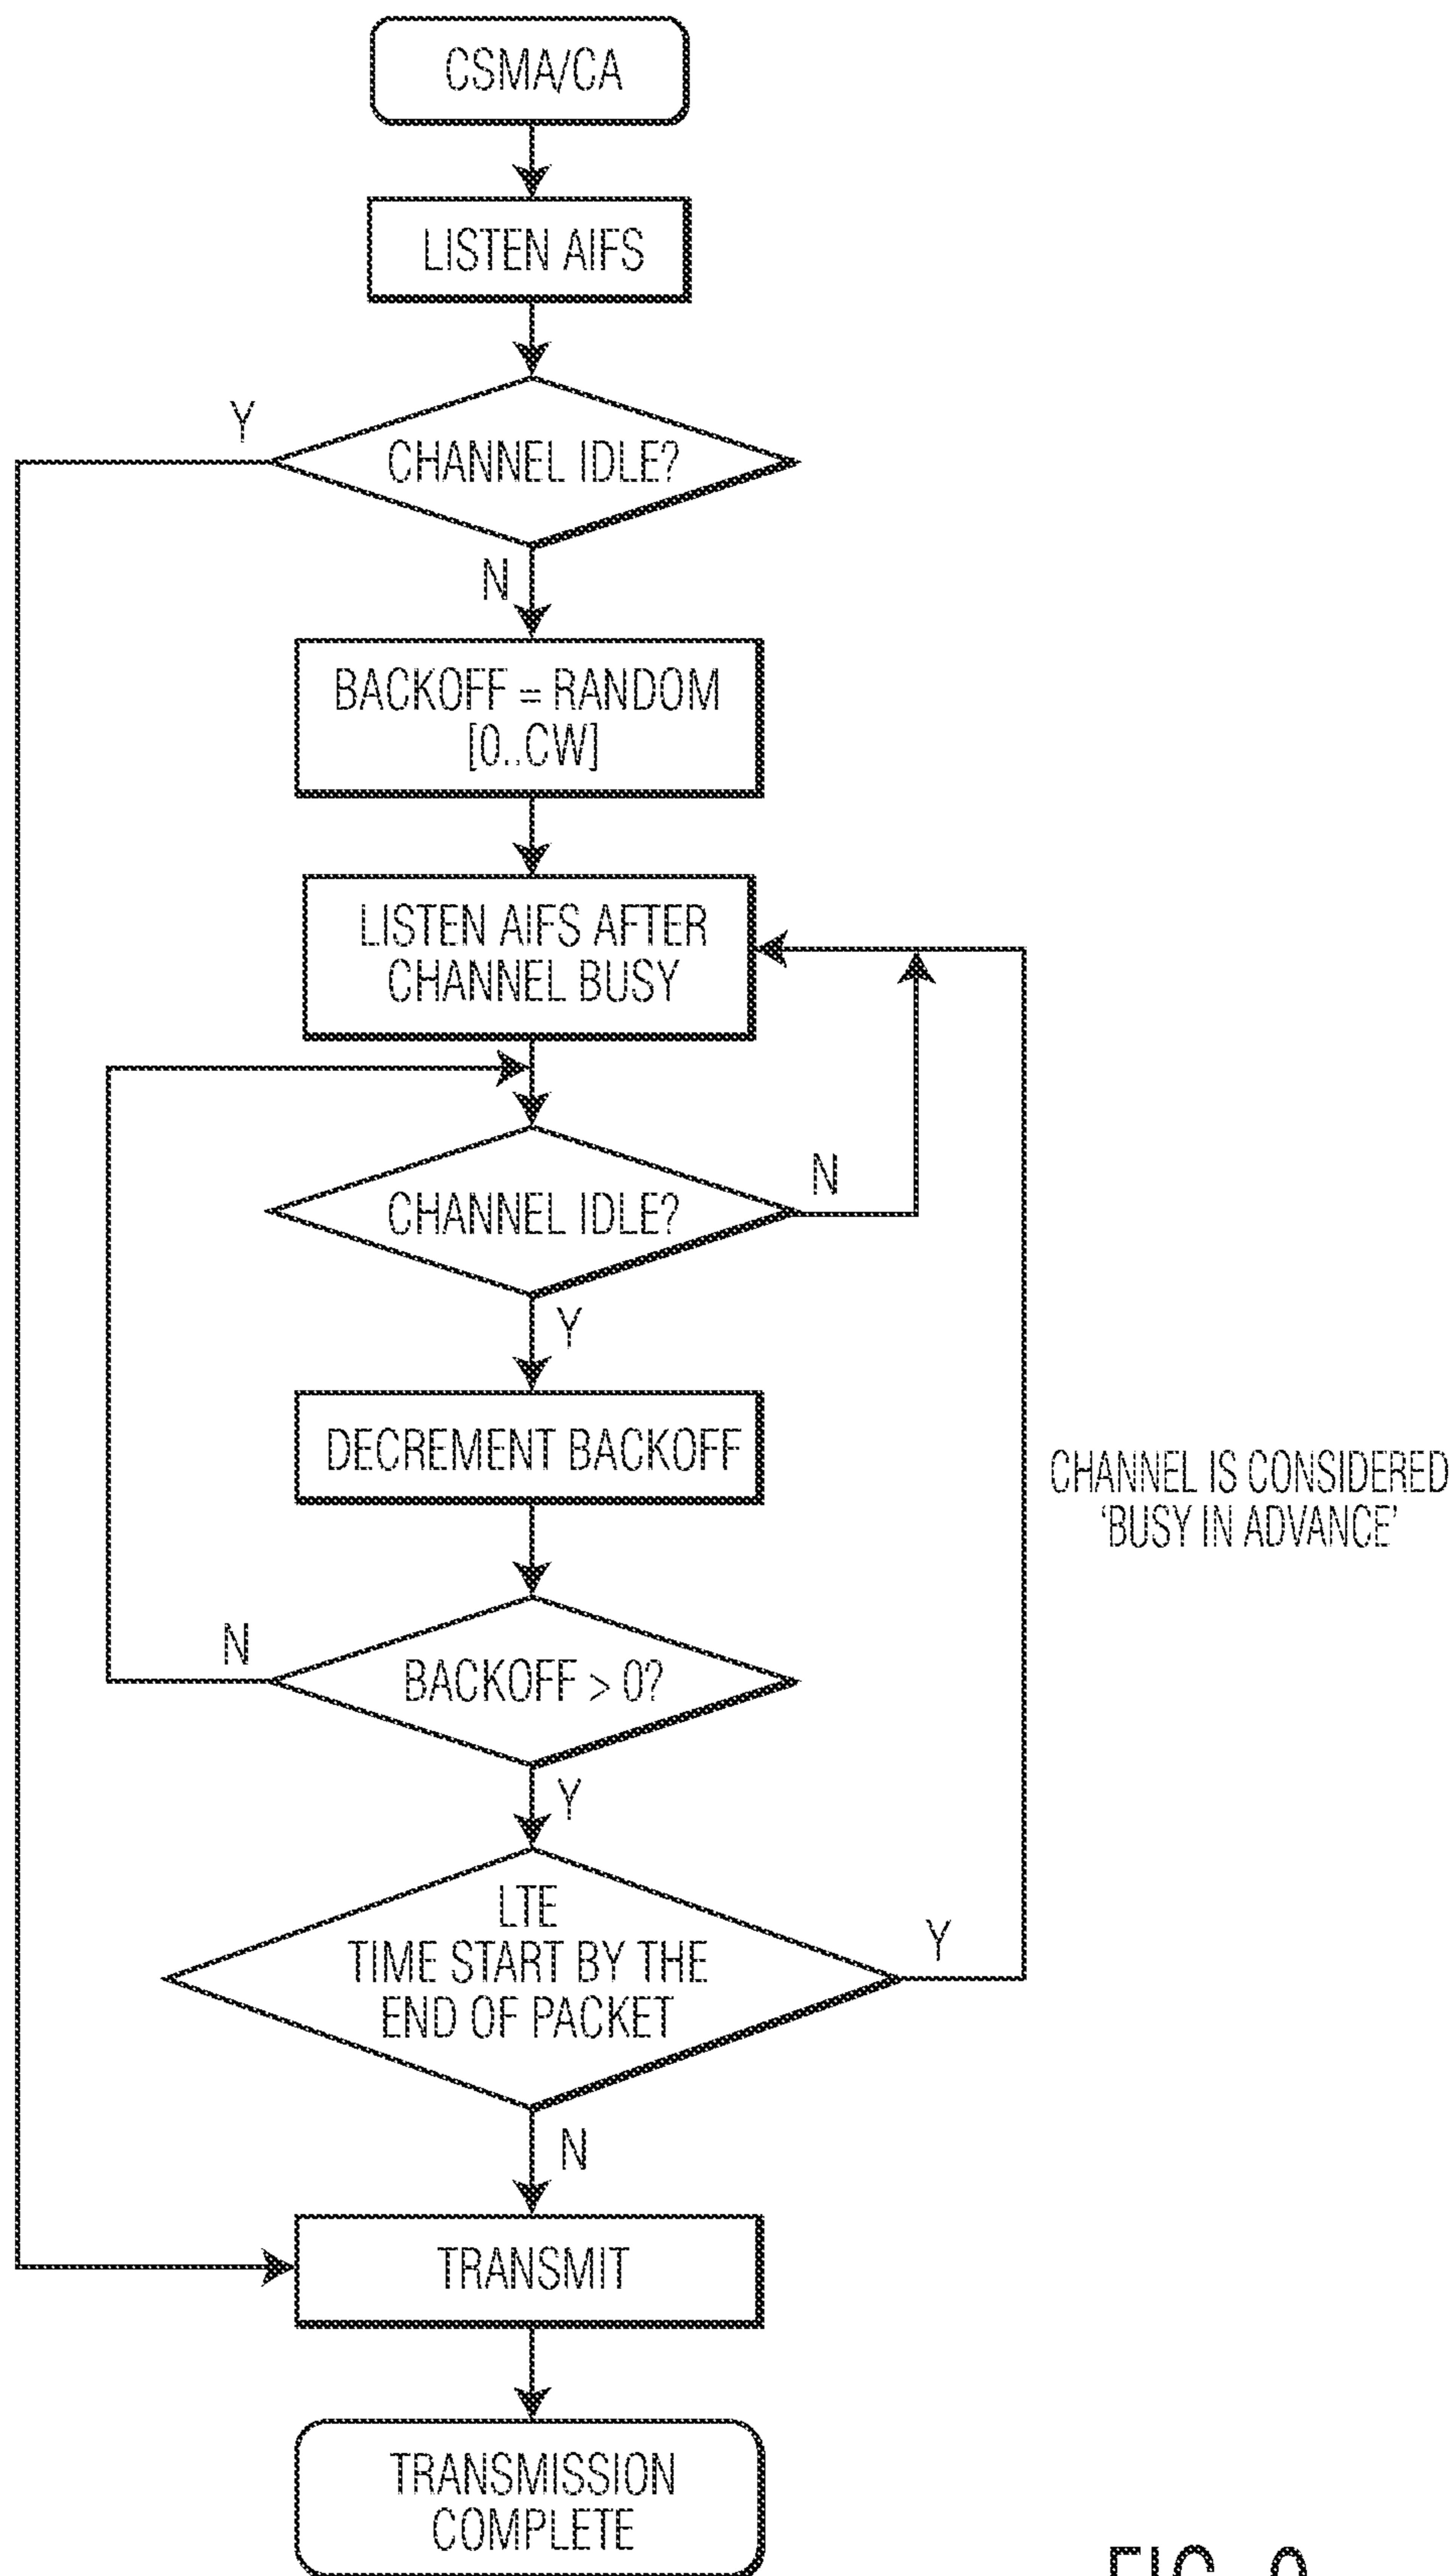 CSMA/CA
LISTEN AIFS
Y
CHANNEL IDLE?
N
BACKOFF = RANDOM
[0..CW]
LISTEN AIFS AFTER
CHANNEL BUSY
CHANNEL IDLE?
N
Y
DECREMENT BACKOFF
CHANNEL IS CONSIDERED
‘BUSY IN ADVANCE’
N
BACKOFF > 0?
Y
LTE
TIME START BY THE
END OF PACKET
Y
N
TRANSMIT
TRANSMISSION
COMPLETE
FIG.